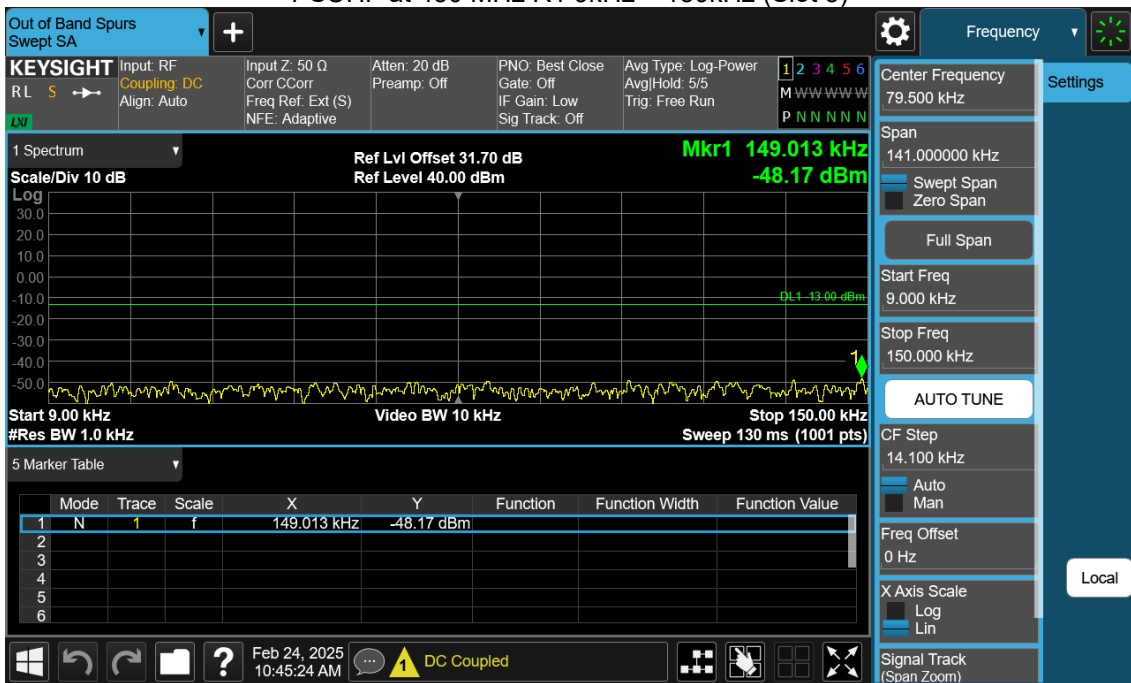 Out of Band Spurs
Swept SA
Frequency
KEYSIGHT
RL S
LXI
Input: RF
Coupling: DC
Align: Auto
Input Z: 50 Ω
Corr CCorr
Freq Ref: Ext (S)
NFE: Adaptive
Atten: 20 dB
Preamp: Off
PNO: Best Close
Gate: Off
IF Gain: Low
Sig Track: Off
Avg Type: Log-Power
Avg|Hold: 5/5
Trig: Free Run
1 2 3 4 5 6
M W W W W W
P N N N N N
1 Spectrum
Scale/Div 10 dB
Ref Lvl Offset 31.70 dB
Ref Level 40.00 dBm
Mkr1 149.013 kHz
-48.17 dBm
Log
30.0
20.0
10.0
0.00
-10.0
-20.0
-30.0
-40.0
-50.0
DL1 -13.00 dBm
1
Start 9.00 kHz
Video BW 10 kHz
Stop 150.00 kHz
#Res BW 1.0 kHz
Sweep 130 ms (1001 pts)
5 Marker Table
Mode Trace Scale X Y Function Function Width Function Value
1 N 1 f 149.013 kHz -48.17 dBm
2
3
4
5
6
Feb 24, 2025
10:45:24 AM
1 DC Coupled
?
Settings
Center Frequency
79.500 kHz
Span
141.000000 kHz
Swept Span
Zero Span
Full Span
Start Freq
9.000 kHz
Stop Freq
150.000 kHz
AUTO TUNE
CF Step
14.100 kHz
Auto
Man
Freq Offset
0 Hz
X Axis Scale
Log
Lin
Signal Track
(Span Zoom)
Local